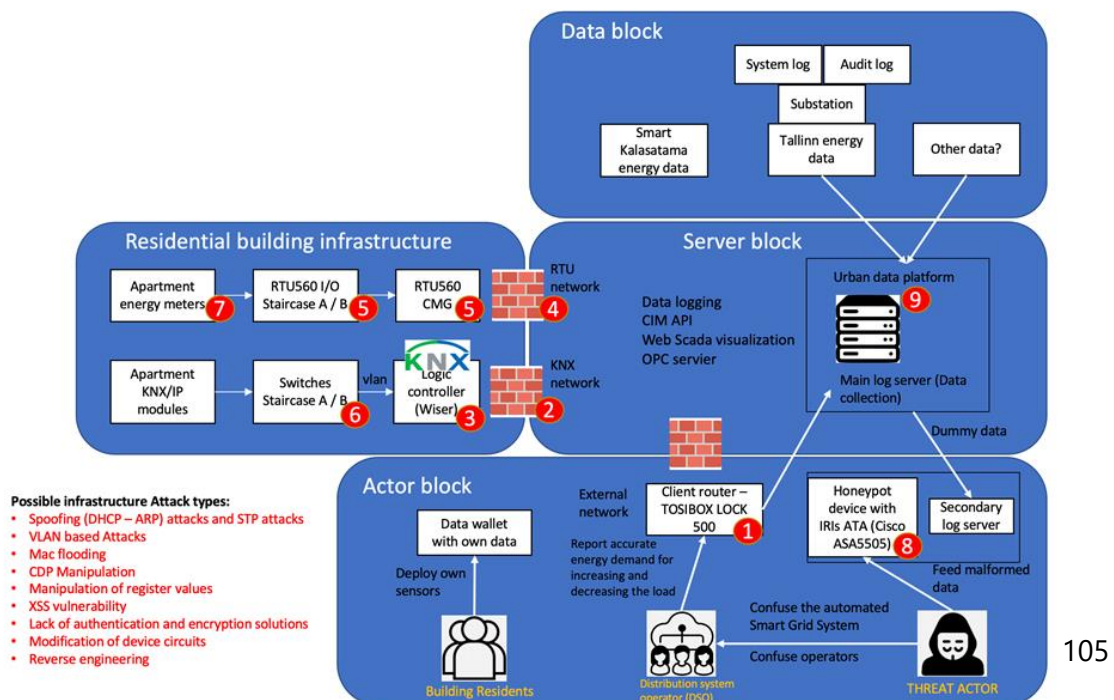 Data block
System log
Audit log
Substation
Smart
Kalasatama
energy data
Tallinn energy
data
Other data?
Residential building infrastructure
Apartment
energy meters
7
RTU560 I/O
Staircase A / B
5
RTU560
CMG
5
RTU
network
4
Apartment
KNX/IP
modules
Switches
Staircase A / B
6
vlan
KNX
Logic
controller
(Wiser)
3
KNX
network
2
Server block
Data logging
CIM API
Web Scada visualization
OPC servier
Urban data platform
9
Main log server (Data
collection)
Dummy data
Actor block
Data wallet
with own data
Deploy own
sensors
Building Residents
External
network
Client router –
TOSIBOX LOCK
500
1
Report accurate
energy demand for
increasing and
decreasing the load
Distribution system
operator (DSO)
Honeypot
device with
IRIs ATA (Cisco
ASA5505)
8
Secondary
log server
Feed malformed
data
Confuse the automated
Smart Grid System
Confuse operators
THREAT ACTOR
Possible infrastructure Attack types:
• Spoofing (DHCP – ARP) attacks and STP attacks
• VLAN based Attacks
• Mac flooding
• CDP Manipulation
• Manipulation of register values
• XSS vulnerability
• Lack of authentication and encryption solutions
• Modification of device circuits
• Reverse engineering
105